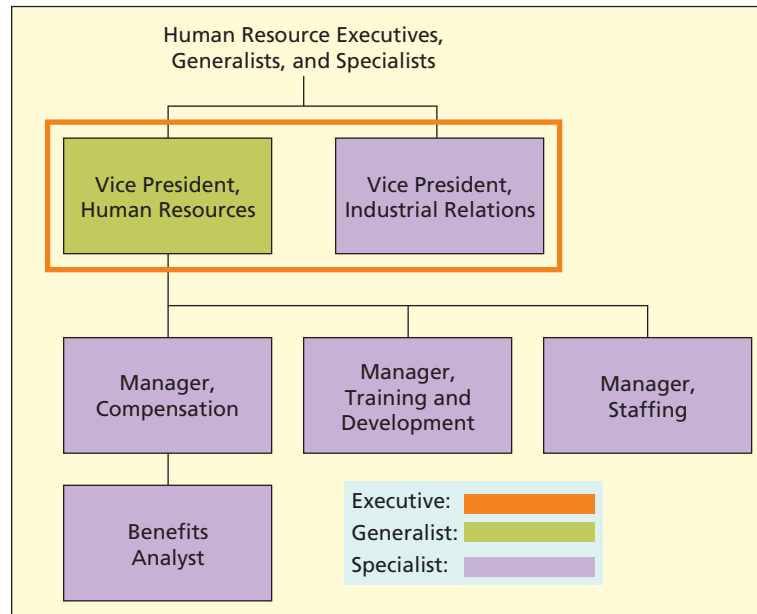 Human Resource Executives,
Generalists, and Specialists
Vice President,
Human Resources
Vice President,
Industrial Relations
Manager,
Compensation
Manager,
Training and
Development
Manager,
Staffing
Benefits
Analyst
Executive:
Generalist:
Specialist: